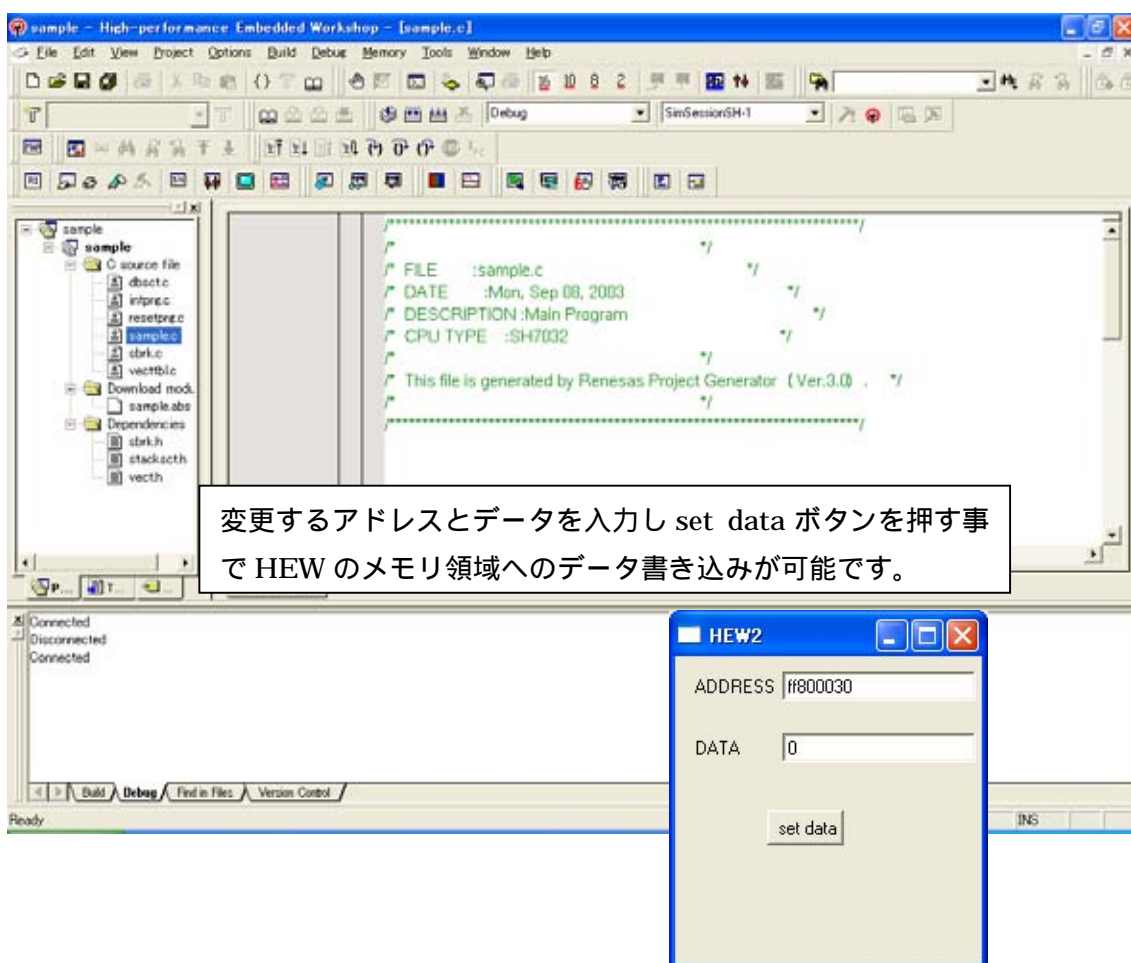 sample - High-performance Embedded Workshop - [sample.c]
File Edit View Project Options Build Debug Memory Tools Window Help
Debug SimSessionSH-1
sample
sample
C source file
dbsct.c
intprg.c
resetprg.c
sample.c
sbrk.c
vecttbl.c
Download modu
sample.abs
Dependencies
sbrk.h
stacksct.h
vect.h
/***********************************************************************/
/* */
/* FILE :sample.c */
/* DATE :Mon, Sep 08, 2003 */
/* DESCRIPTION :Main Program */
/* CPU TYPE :SH7032 */
/* */
/* This file is generated by Renesas Project Generator (Ver.3.0). */
/* */
/***********************************************************************/
変更するアドレスとデータを入力し set data ボタンを押す事
で HEW のメモリ領域へのデータ書き込みが可能です。
P... T...
Connected
Disconnected
Connected
Build Debug Find in Files Version Control
Ready INS
HEW2
ADDRESS ff800030
DATA 0
set data